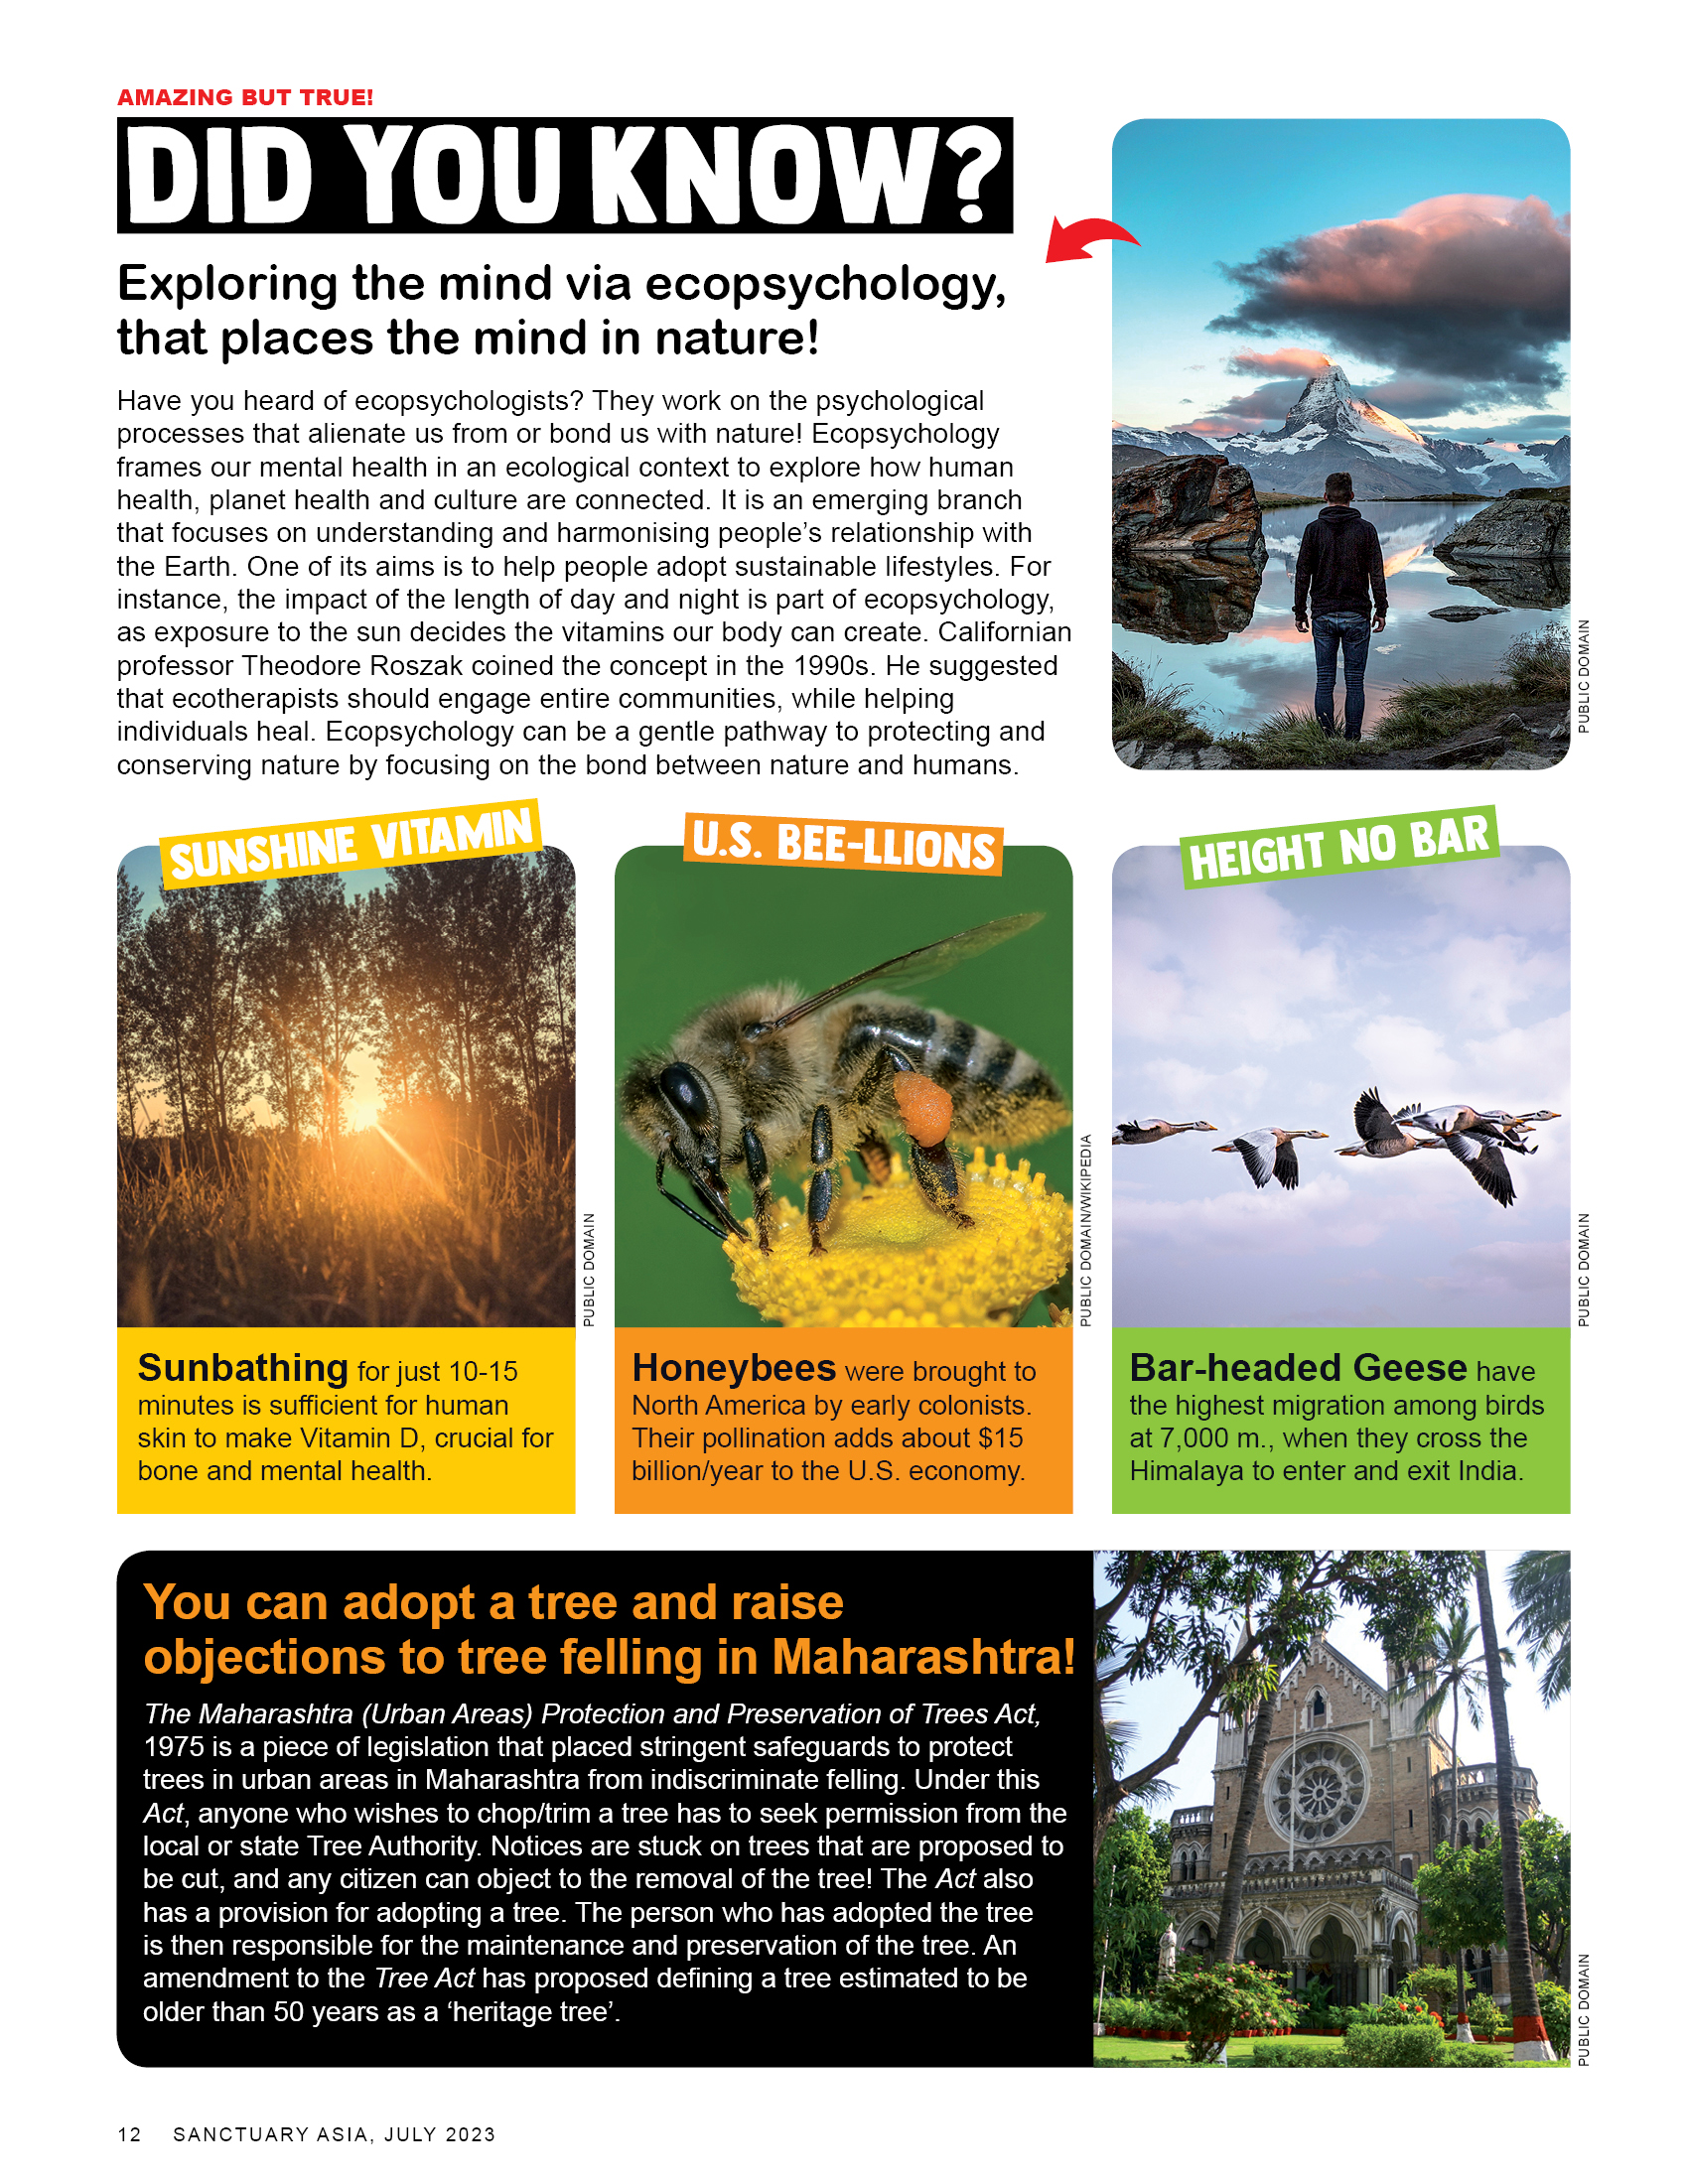 AMAZING BUT TRUE!
DID YOU KNOW?
Exploring the mind via ecopsychology,
that places the mind in nature!
Have you heard of ecopsychologists? They work on the psychological
processes that alienate us from or bond us with nature! Ecopsychology
frames our mental health in an ecological context to explore how human
health, planet health and culture are connected. It is an emerging branch
that focuses on understanding and harmonising people’s relationship with
the Earth. One of its aims is to help people adopt sustainable lifestyles. For
instance, the impact of the length of day and night is part of ecopsychology,
as exposure to the sun decides the vitamins our body can create. Californian
professor Theodore Roszak coined the concept in the 1990s. He suggested
that ecotherapists should engage entire communities, while helping
individuals heal. Ecopsychology can be a gentle pathway to protecting and
conserving nature by focusing on the bond between nature and humans.
PUBLIC DOMAIN
SUNSHINE VITAMIN
PUBLIC DOMAIN
Sunbathing for just 10-15
minutes is sufficient for human
skin to make Vitamin D, crucial for
bone and mental health.
U.S. BEE-LLIONS
PUBLIC DOMAIN/WIKIPEDIA
Honeybees were brought to
North America by early colonists.
Their pollination adds about $15
billion/year to the U.S. economy.
HEIGHT NO BAR
PUBLIC DOMAIN
Bar-headed Geese have
the highest migration among birds
at 7,000 m., when they cross the
Himalaya to enter and exit India.
You can adopt a tree and raise
objections to tree felling in Maharashtra!
The Maharashtra (Urban Areas) Protection and Preservation of Trees Act,
1975 is a piece of legislation that placed stringent safeguards to protect
trees in urban areas in Maharashtra from indiscriminate felling. Under this
Act, anyone who wishes to chop/trim a tree has to seek permission from the
local or state Tree Authority. Notices are stuck on trees that are proposed to
be cut, and any citizen can object to the removal of the tree! The Act also
has a provision for adopting a tree. The person who has adopted the tree
is then responsible for the maintenance and preservation of the tree. An
amendment to the Tree Act has proposed defining a tree estimated to be
older than 50 years as a ‘heritage tree’.
PUBLIC DOMAIN
12 SANCTUARY ASIA, JULY 2023